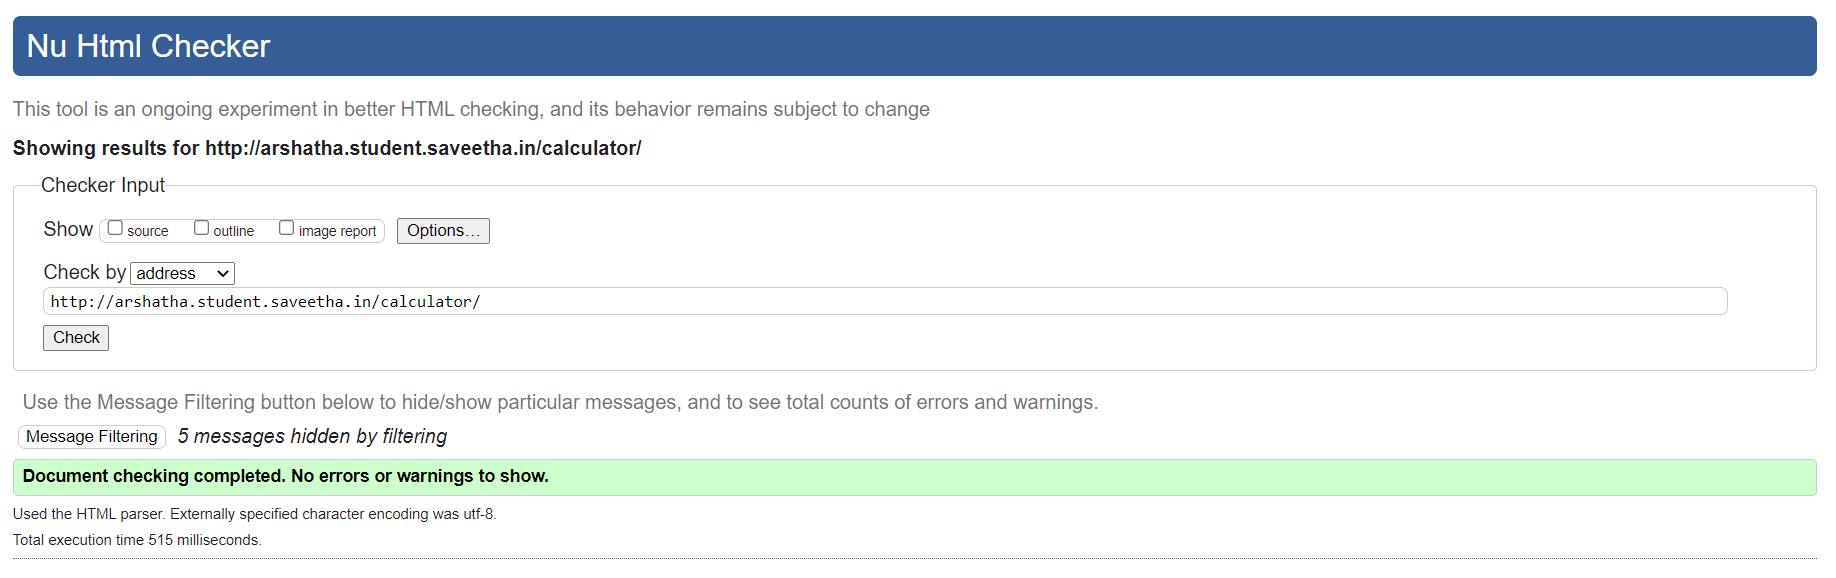 Nu Html Checker
This tool is an ongoing experiment in better HTML checking, and its behavior remains subject to change
Showing results for http://arshatha.student.saveetha.in/calculator/
Checker Input
Show source outline image report Options...
Check by address
http://arshatha.student.saveetha.in/calculator/
Check
Use the Message Filtering button below to hide/show particular messages, and to see total counts of errors and warnings.
Message Filtering 5 messages hidden by filtering
Document checking completed. No errors or warnings to show.
Used the HTML parser. Externally specified character encoding was utf-8.
Total execution time 515 milliseconds.